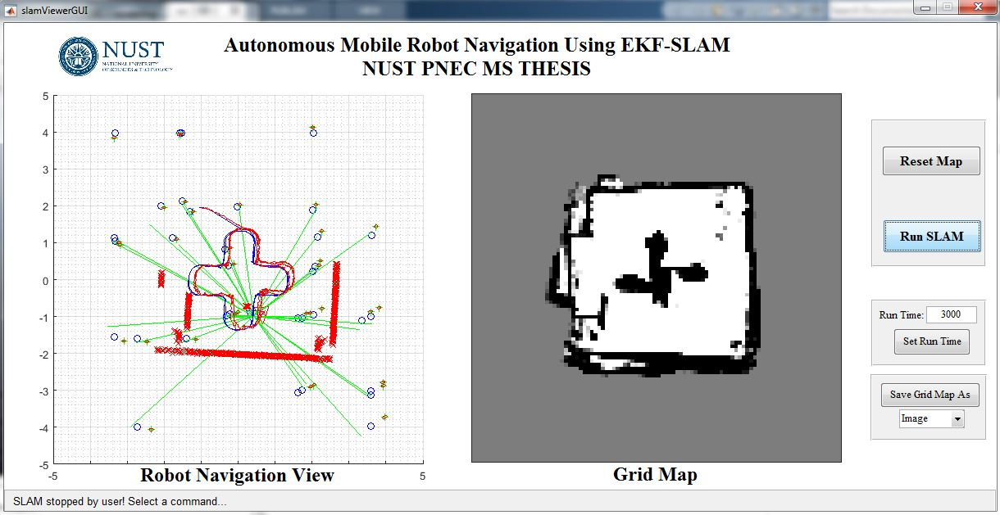 slamViewerGUI
NUST
NATIONAL UNIVERSITY
OF SCIENCES & TECHNOLOGY
Autonomous Mobile Robot Navigation Using EKF-SLAM
NUST PNEC MS THESIS
5
4
3
2
1
0
-1
-2
-3
-4
-5
-5
5
Robot Navigation View
Grid Map
Reset Map
Run SLAM
Run Time: 3000
Set Run Time
Save Grid Map As
Image
SLAM stopped by user! Select a command...